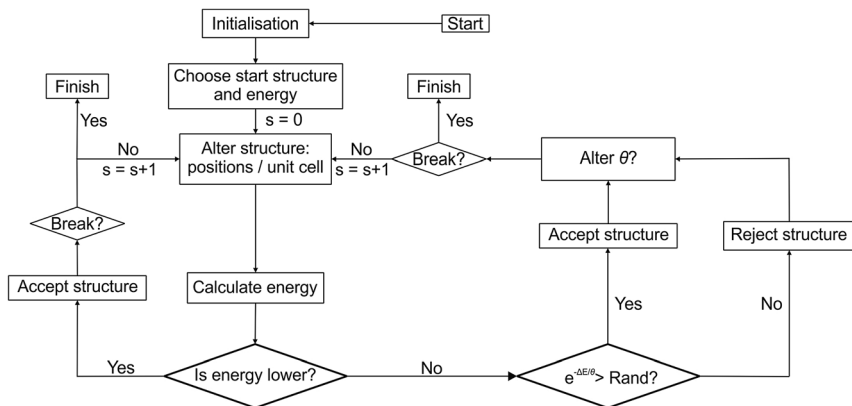 Initialisation
Start
Choose start structure
and energy
s = 0
Finish
Yes
No
s = s+1
Alter structure:
positions / unit cell
Finish
Yes
No
s = s+1
Break?
Alter θ?
Break?
Accept structure
Reject structure
Accept structure
Calculate energy
Yes
No
Yes
Is energy lower?
No
e^-ΔE/θ> Rand?